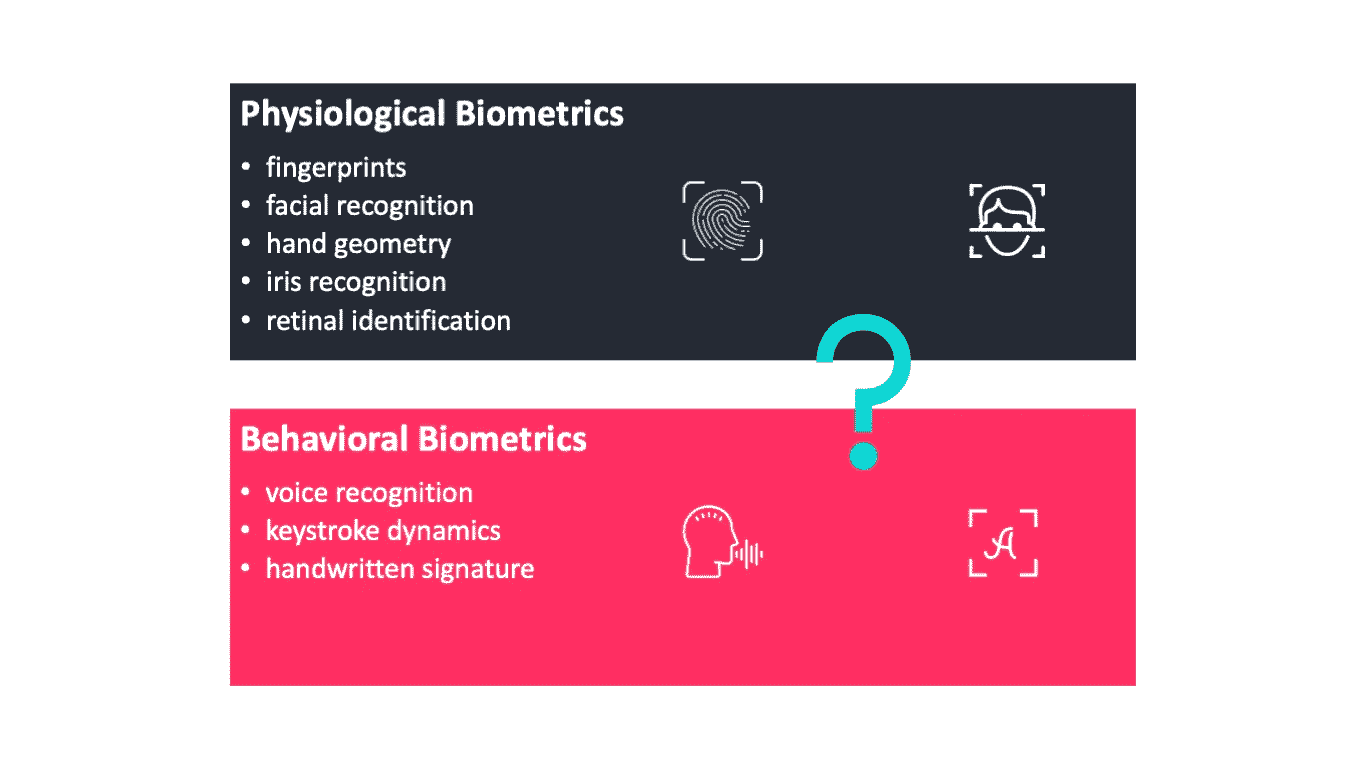 Physiological Biometrics
• fingerprints
• facial recognition
• hand geometry
• iris recognition
• retinal identification
?
Behavioral Biometrics
• voice recognition
• keystroke dynamics
• handwritten signature
A